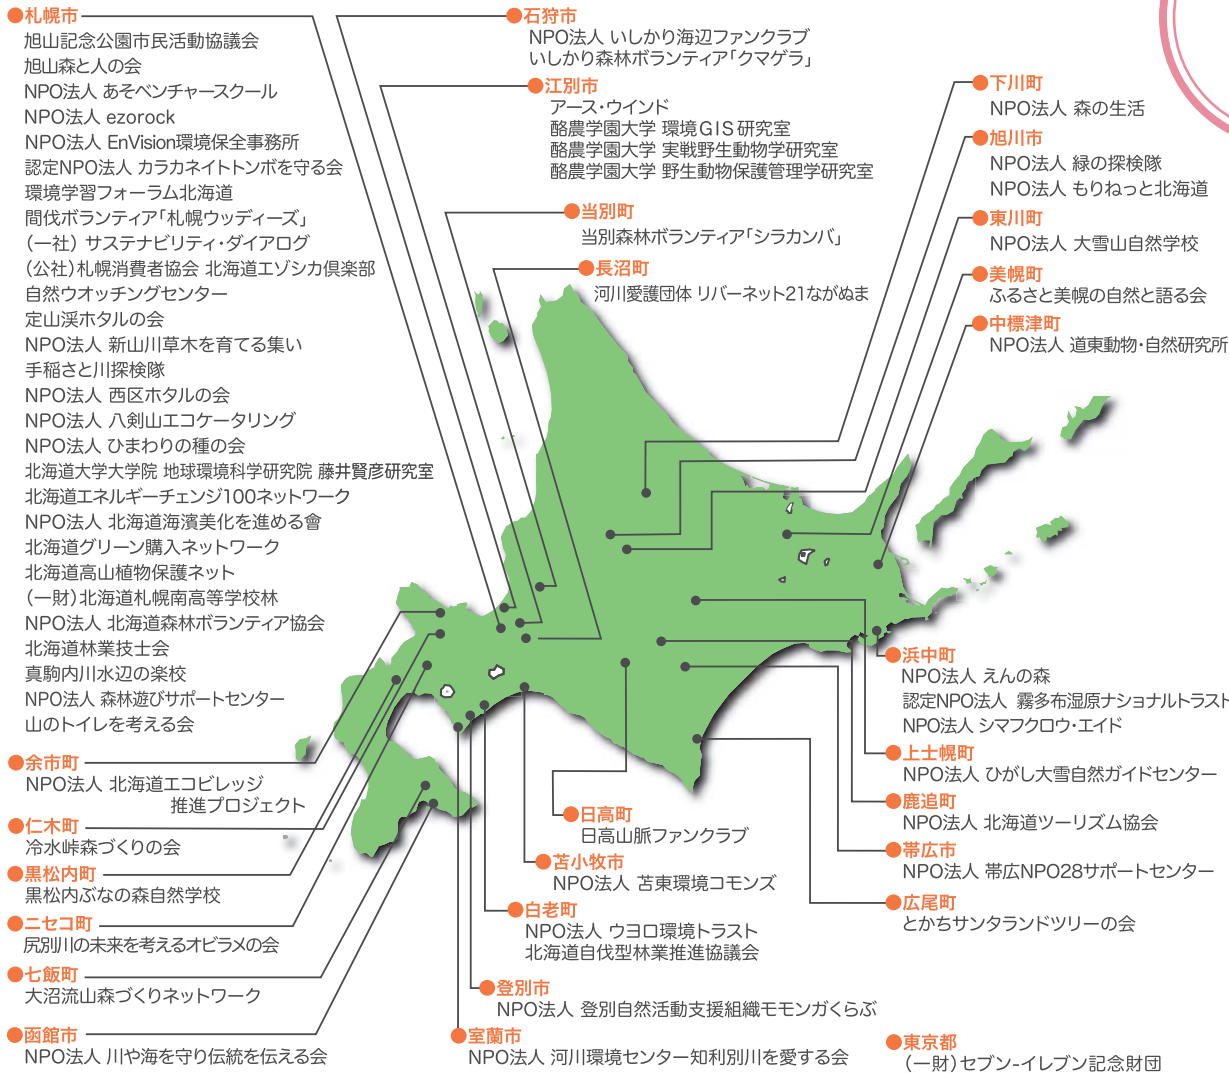 ●札幌市
旭山記念公園市民活動協議会
旭山森と人の会
NPO法人 あそベンチャースクール
NPO法人 ezorock
NPO法人 EnVision環境保全事務所
認定NPO法人 カラカネイトトンボを守る会
環境学習フォーラム北海道
間伐ボランティア「札幌ウッディーズ」
（一社） サステナビリティ・ダイアログ
（公社）札幌消費者協会 北海道エゾシカ倶楽部
自然ウオッチングセンター
定山渓ホタルの会
NPO法人 新山川草木を育てる集い
手稲さと川探検隊
NPO法人 西区ホタルの会
NPO法人 八剣山エコケータリング
NPO法人 ひまわりの種の会
北海道大学大学院 地球環境科学研究院 藤井賢彦研究室
北海道エネルギーチェンジ100ネットワーク
NPO法人 北海道海濱美化を進める會
北海道グリーン購入ネットワーク
北海道高山植物保護ネット
（一財）北海道札幌南高等学校林
NPO法人 北海道森林ボランティア協会
北海道林業技士会
真駒内川水辺の楽校
NPO法人 森林遊びサポートセンター
山のトイレを考える会
●余市町
NPO法人 北海道エコビレッジ
推進プロジェクト
●仁木町
冷水峠森づくりの会
●黒松内町
黒松内ぶなの森自然学校
●ニセコ町
尻別川の未来を考えるオビラメの会
●七飯町
大沼流山森づくりネットワーク
●函館市
NPO法人 川や海を守り伝統を伝える会
●石狩市
NPO法人 いしかり海辺ファンクラブ
いしかり森林ボランティア「クマゲラ」
●江別市
アース・ウインド
酪農学園大学 環境GIS研究室
酪農学園大学 実戦野生動物学研究室
酪農学園大学 野生動物保護管理学研究室
●当別町
当別森林ボランティア「シラカンバ」
●長沼町
河川愛護団体 リバーネット21ながぬま
●下川町
NPO法人 森の生活
●旭川市
NPO法人 緑の探検隊
NPO法人 もりねっと北海道
●東川町
NPO法人 大雪山自然学校
●美幌町
ふるさと美幌の自然と語る会
●中標津町
NPO法人 道東動物・自然研究所
●浜中町
NPO法人 えんの森
認定NPO法人 霧多布湿原ナショナルトラスト
NPO法人 シマフクロウ・エイド
●上士幌町
NPO法人 ひがし大雪自然ガイドセンター
●鹿追町
NPO法人 北海道ツーリズム協会
●帯広市
NPO法人 帯広NPO28サポートセンター
●広尾町
とかちサンタランドツリーの会
●日高町
日高山脈ファンクラブ
●苫小牧市
NPO法人 苫東環境コモンズ
●白老町
NPO法人 ウヨロ環境トラスト
北海道自伐型林業推進協議会
●登別市
NPO法人 登別自然活動支援組織モモンガくらぶ
●室蘭市
NPO法人 河川環境センター知利別川を愛する会
●東京都
（一財）セブン-イレブン記念財団